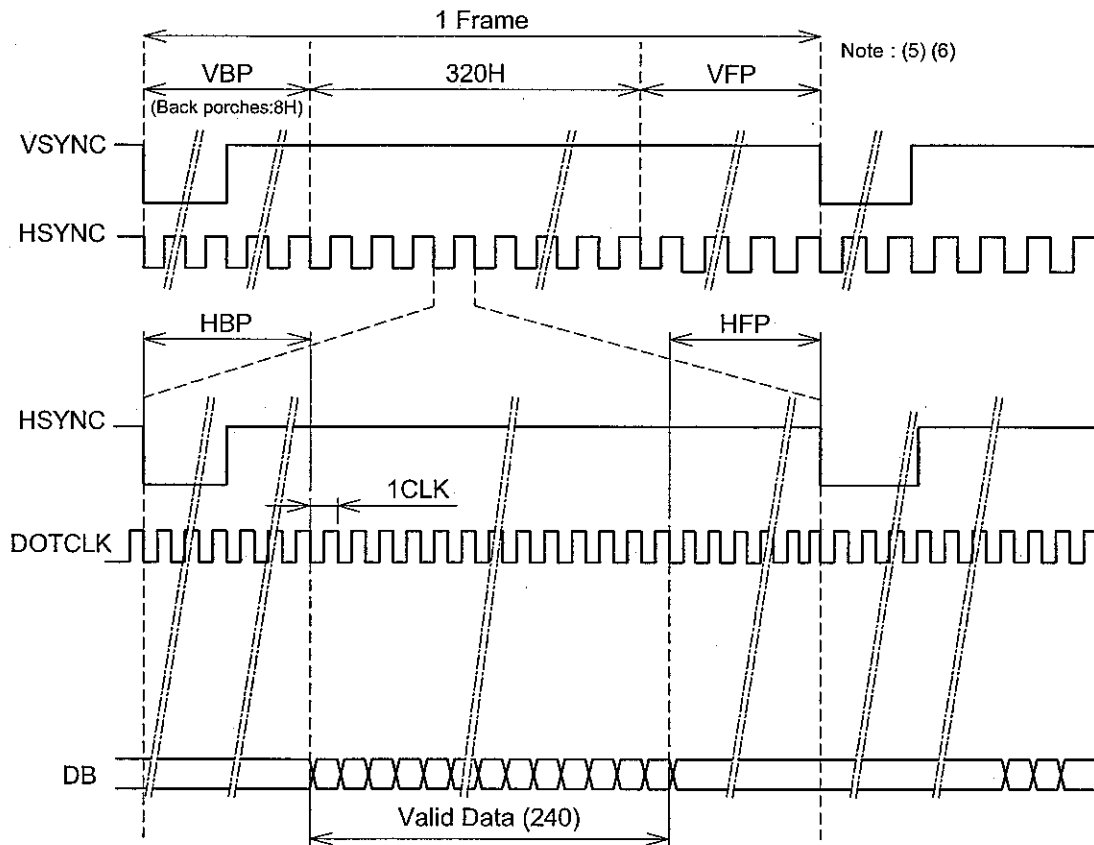 1 Frame
Note : (5) (6)
VBP
320H
VFP
(Back porches:8H)
VSYNC
HSYNC
HBP
HFP
HSYNC
1CLK
DOTCLK
DB
Valid Data (240)